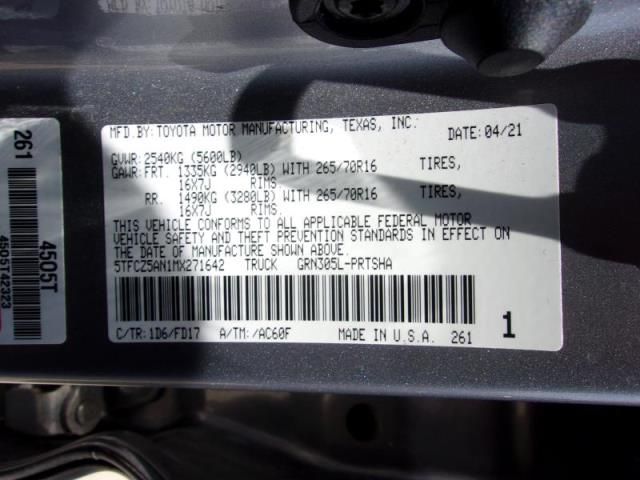 MFD.BY:TOYOTA MOTOR MANUFACTURING, TEXAS, INC.
DATE:04/21
GVWR:2540KG (5600LB)
GAWR:FRT. 1335KG (2940LB) WITH 265/70R16 TIRES,
16X7J RIMS,
RR. 1490KG (3280LB) WITH 265/70R16 TIRES,
16X7J RIMS,
THIS VEHICLE CONFORMS TO ALL APPLICABLE FEDERAL MOTOR
VEHICLE SAFETY AND THEFT PREVENTION STANDARDS IN EFFECT ON
THE DATE OF MANUFACTURE SHOWN ABOVE.
5TFCZ5AN1MX271642 TRUCK GRN305L-PRTSHA
C/TR:1D6/FD17 A/TM:/AC60F MADE IN U.S.A. 261
1
261
4505T
4505T42323